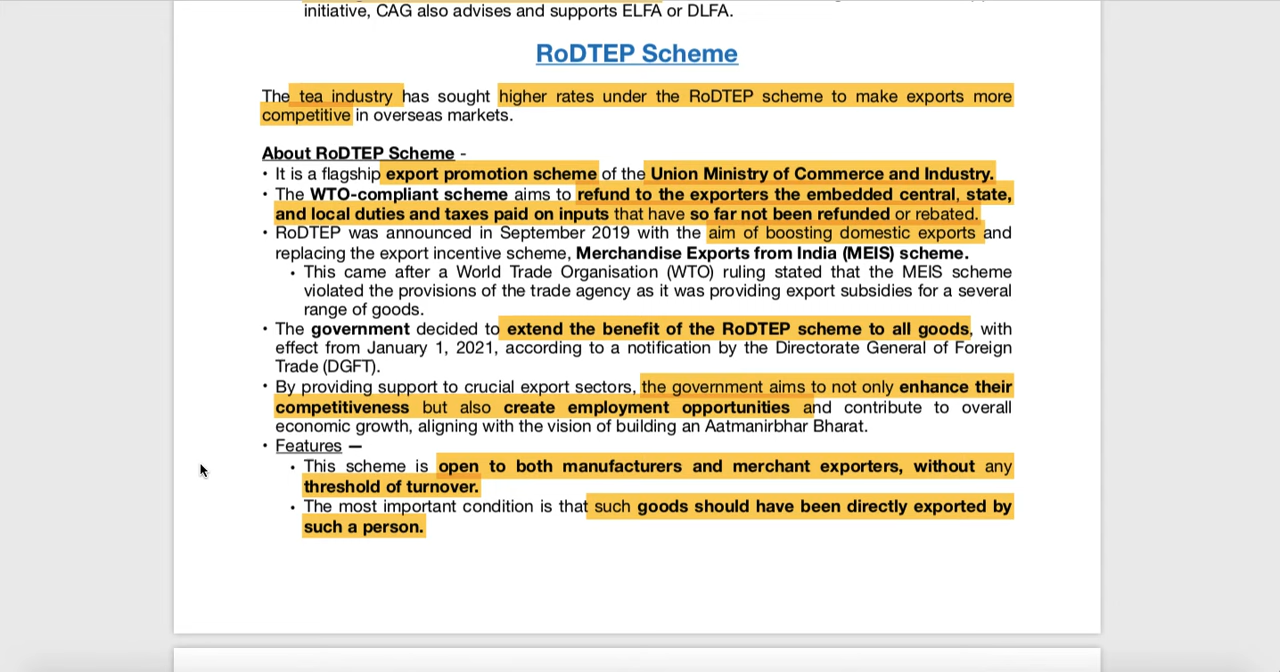 initiative, CAG also advises and supports ELFA or DLFA.
RoDTEP Scheme
The tea industry has sought higher rates under the RoDTEP scheme to make exports more
competitive in overseas markets.
About RoDTEP Scheme -
• It is a flagship export promotion scheme of the Union Ministry of Commerce and Industry.
• The WTO-compliant scheme aims to refund to the exporters the embedded central, state,
and local duties and taxes paid on inputs that have so far not been refunded or rebated.
• RoDTEP was announced in September 2019 with the aim of boosting domestic exports and
replacing the export incentive scheme, Merchandise Exports from India (MEIS) scheme.
• This came after a World Trade Organisation (WTO) ruling stated that the MEIS scheme
violated the provisions of the trade agency as it was providing export subsidies for a several
range of goods.
• The government decided to extend the benefit of the RoDTEP scheme to all goods, with
effect from January 1, 2021, according to a notification by the Directorate General of Foreign
Trade (DGFT).
• By providing support to crucial export sectors, the government aims to not only enhance their
competitiveness but also create employment opportunities and contribute to overall
economic growth, aligning with the vision of building an Aatmanirbhar Bharat.
• Features —
• This scheme is open to both manufacturers and merchant exporters, without any
threshold of turnover.
• The most important condition is that such goods should have been directly exported by
such a person.